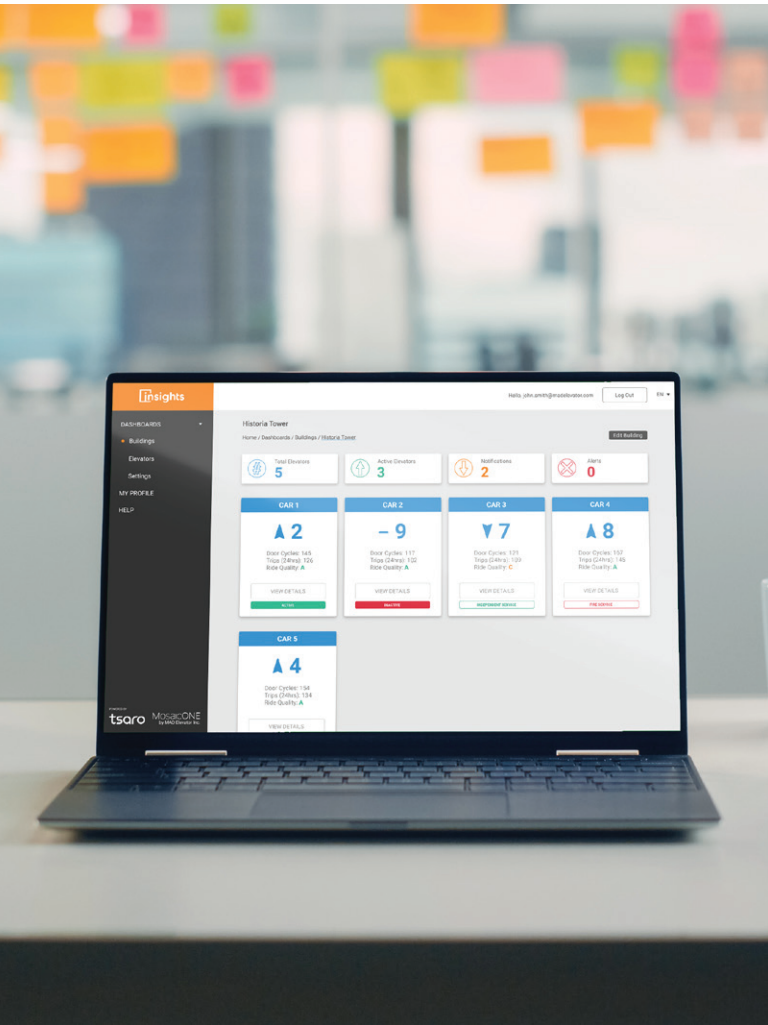 insights
Hello, john.smith@madelevator.com
Log Out
EN
DASHBOARDS
Buildings
Elevators
Settings
MY PROFILE
HELP
POWERED BY
tsaro
MosaicONE
by MAD Elevator Inc.
Historia Tower
Home / Dashboards / Buildings / Historia Tower
Edit Building
Total Elevators
5
Active Elevators
3
Notifications
2
Alerts
0
CAR 1
2
Door Cycles: 145
Trips (24hrs): 126
Ride Quality: A
VIEW DETAILS
ACTIVE
CAR 2
– 9
Door Cycles: 117
Trips (24hrs): 102
Ride Quality: A
VIEW DETAILS
INACTIVE
CAR 3
7
Door Cycles:
Trips (24hrs):
Ride Quality: C
VIEW DETAILS
INDEPENDENT SERVICE
CAR 4
8
Door Cycles:
Trips (24hrs):
Ride Quality: A
VIEW DETAILS
FIRE SERVICE
CAR 5
4
Door Cycles: 154
Trips (24hrs): 134
Ride Quality: A
VIEW DETAILS